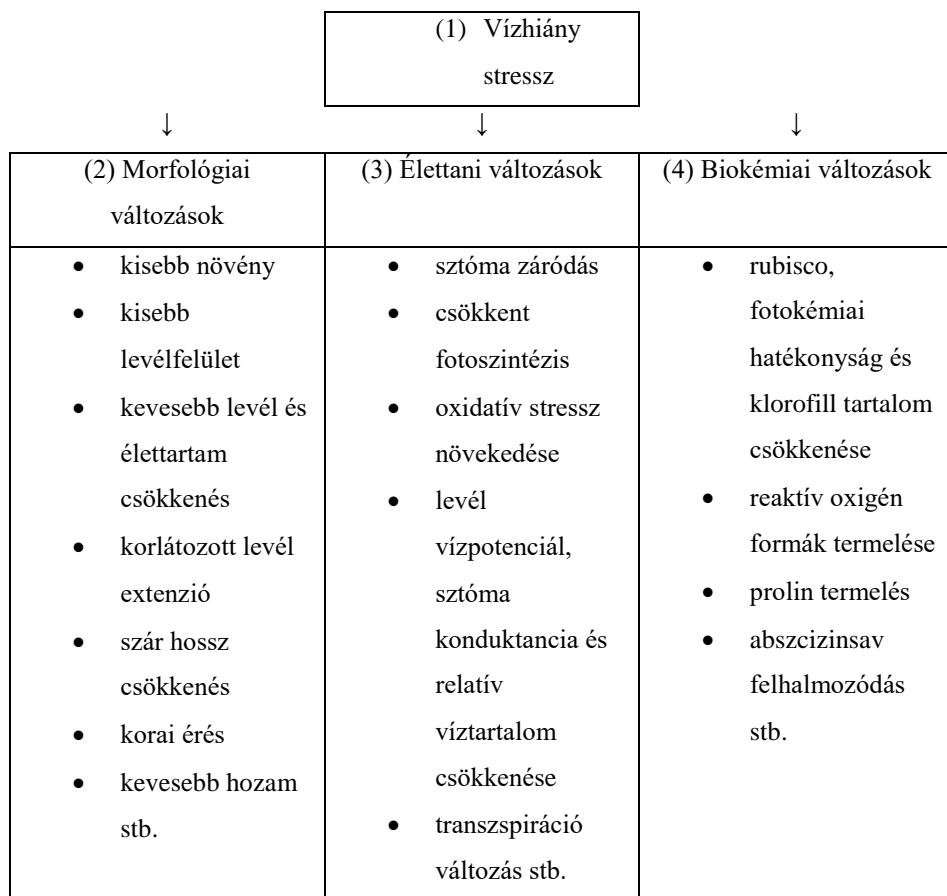 (1) Vízhiány
stressz
↓ ↓ ↓
(2) Morfológiai
változások
(3) Élettani változások
(4) Biokémiai változások
• kisebb növény
• kisebb
levélfelület
• kevesebb levél és
élettartam
csökkenés
• korlátozott levél
extenzió
• szár hossz
csökkenés
• korai érés
• kevesebb hozam
stb.
• sztóma záródás
• csökkent
fotoszintézis
• oxidatív stressz
növekedése
• levél
vízpotenciál,
sztóma
konduktancia és
relatív
víztartalom
csökkenése
• transzspiráció
változás stb.
• rubisco,
fotokémiai
hatékonyság és
klorofill tartalom
csökkenése
• reaktív oxigén
formák termelése
• prolin termelés
• abszcizinsav
felhalmozódás
stb.